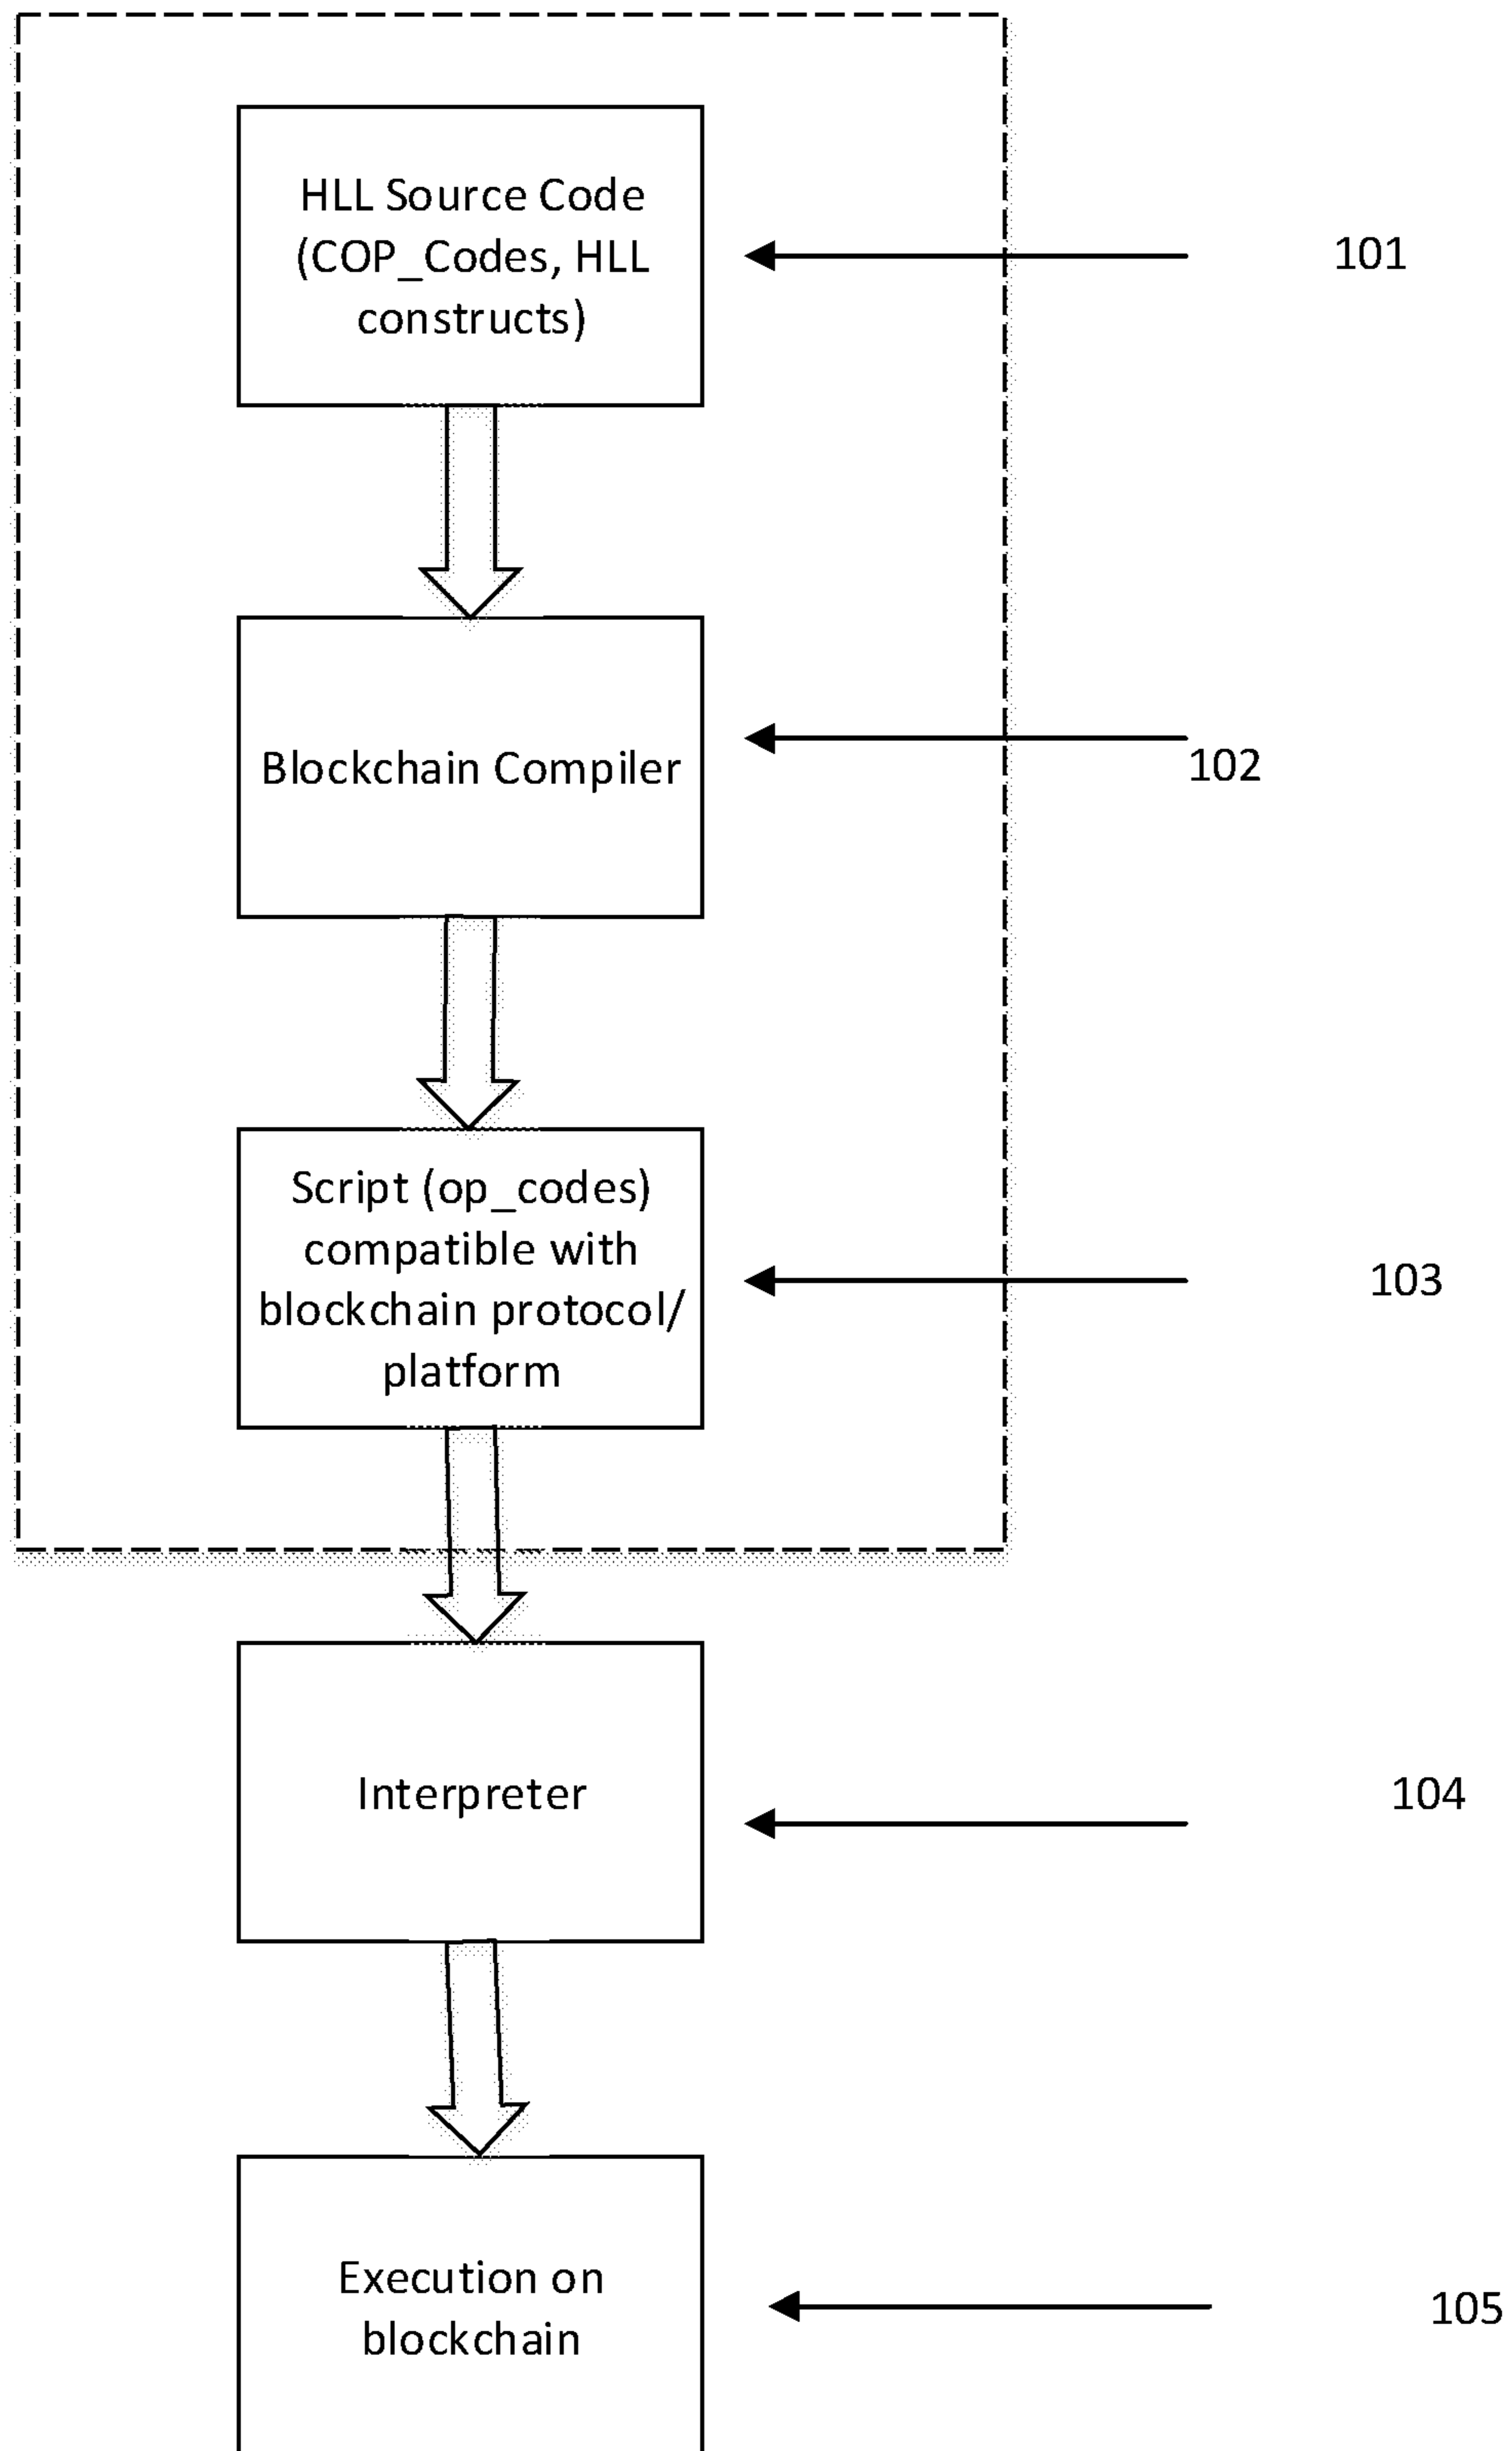 HLL Source Code
(COP_Codes, HLL
constructs)
101
Blockchain Compiler
102
Script (op_codes)
compatible with
blockchain protocol/
platform
103
Interpreter
104
Execution on
blockchain
105